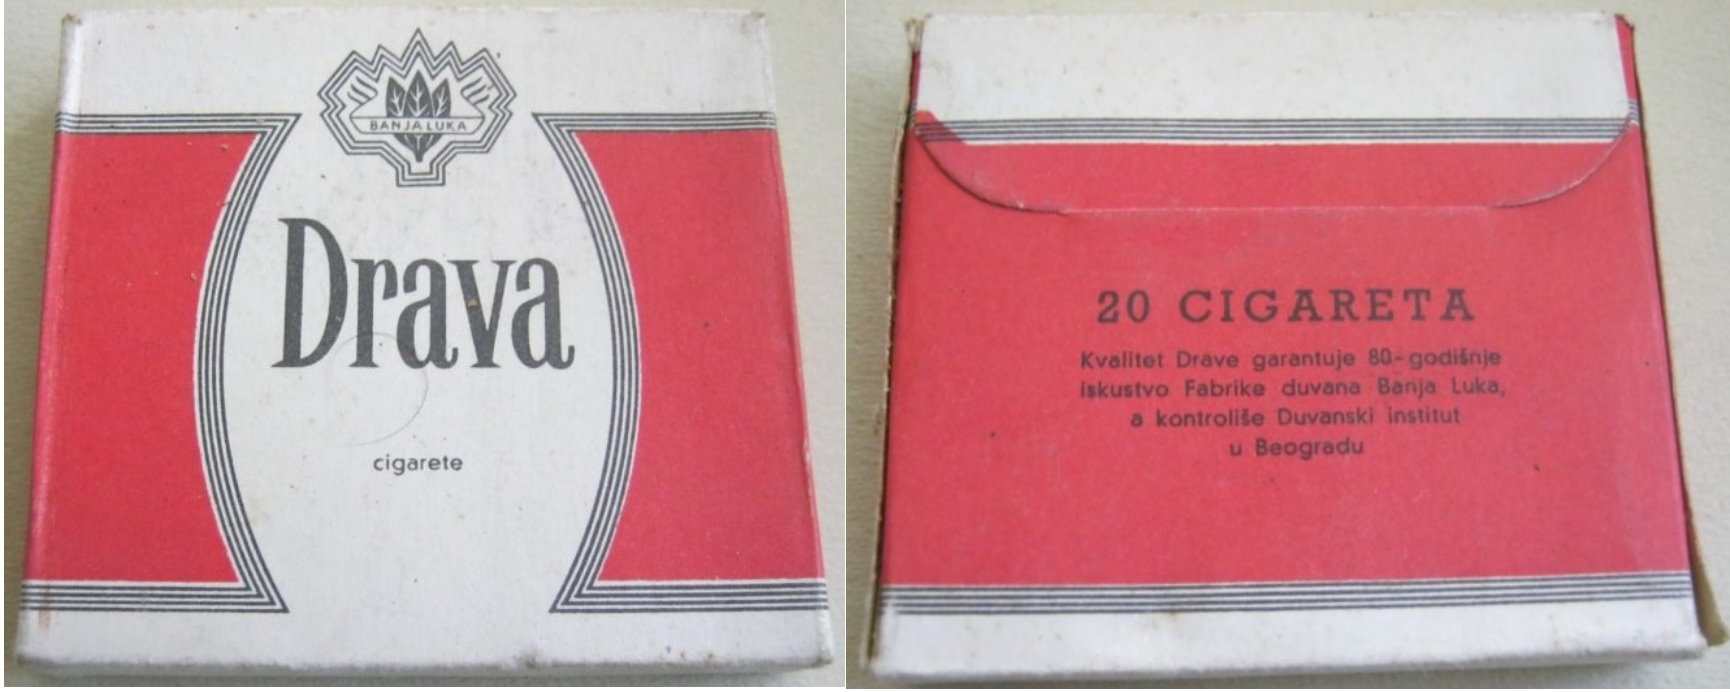 BANJA LUKA
Drava
cigarete
20 CIGARETA
Kvalitet Drave garantuje 80-godišnje
iskustvo Fabrike duvana Banja Luka,
a kontroliše Duvanski institut
u Beogradu